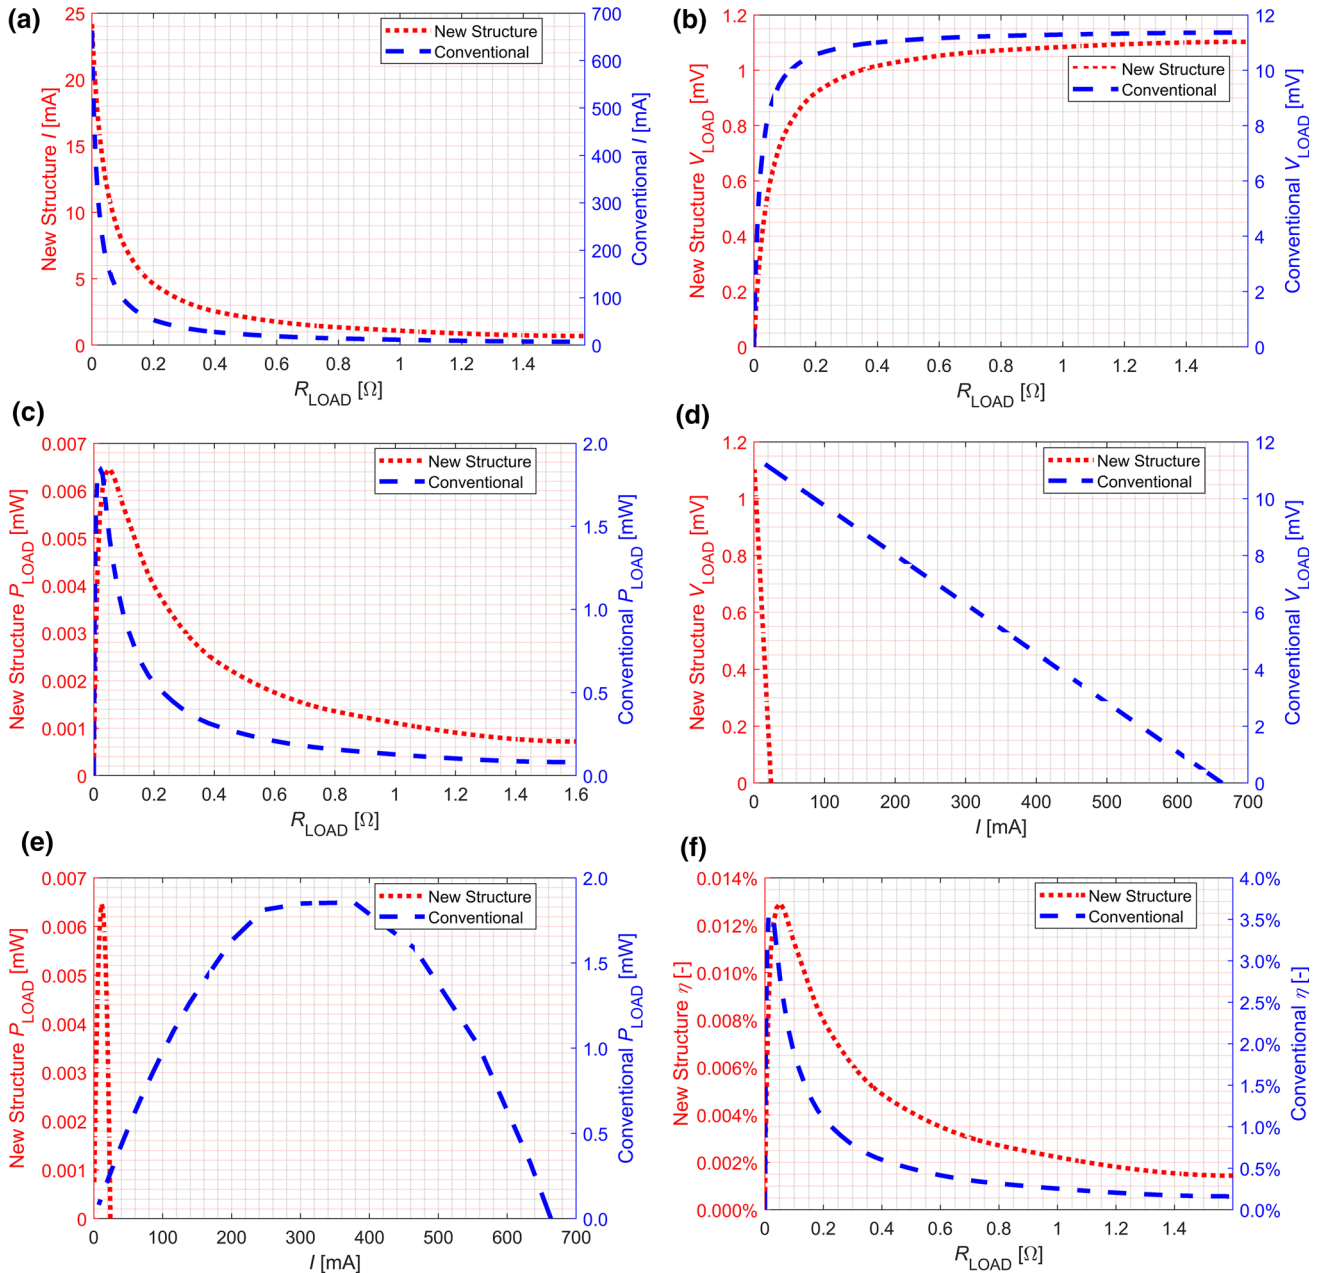 (a)
New Structure
Conventional
New Structure I [mA]
25
20
15
10
5
0
Conventional I [mA]
700
600
500
400
300
200
100
0
0 0.2 0.4 0.6 0.8 1 1.2 1.4
R_LOAD [Ω]
(b)
New Structure
Conventional
New Structure V_LOAD [mV]
1.2
1
0.8
0.6
0.4
0.2
0
Conventional V_LOAD [mV]
12
10
8
6
4
2
0
0 0.2 0.4 0.6 0.8 1 1.2 1.4
R_LOAD [Ω]
(c)
New Structure
Conventional
New Structure P_LOAD [mW]
0.007
0.006
0.005
0.004
0.003
0.002
0.001
0
Conventional P_LOAD [mW]
2.0
1.5
1.0
0.5
0.0
0 0.2 0.4 0.6 0.8 1 1.2 1.4 1.6
R_LOAD [Ω]
(d)
New Structure
Conventional
New Structure V_LOAD [mV]
1.2
1
0.8
0.6
0.4
0.2
0
Conventional V_LOAD [mV]
12
10
8
6
4
2
0
0 100 200 300 400 500 600 700
I [mA]
(e)
New Structure
Conventional
New Structure P_LOAD [mW]
0.007
0.006
0.005
0.004
0.003
0.002
0.001
0
Conventional P_LOAD [mW]
2.0
1.5
1.0
0.5
0.0
0 100 200 300 400 500 600 700
I [mA]
(f)
New Structure
Conventional
New Structure η [-]
0.014%
0.012%
0.010%
0.008%
0.006%
0.004%
0.002%
0.000%
Conventional η [-]
4.0%
3.5%
3.0%
2.5%
2.0%
1.5%
1.0%
0.5%
0.0%
0 0.2 0.4 0.6 0.8 1 1.2 1.4
R_LOAD [Ω]